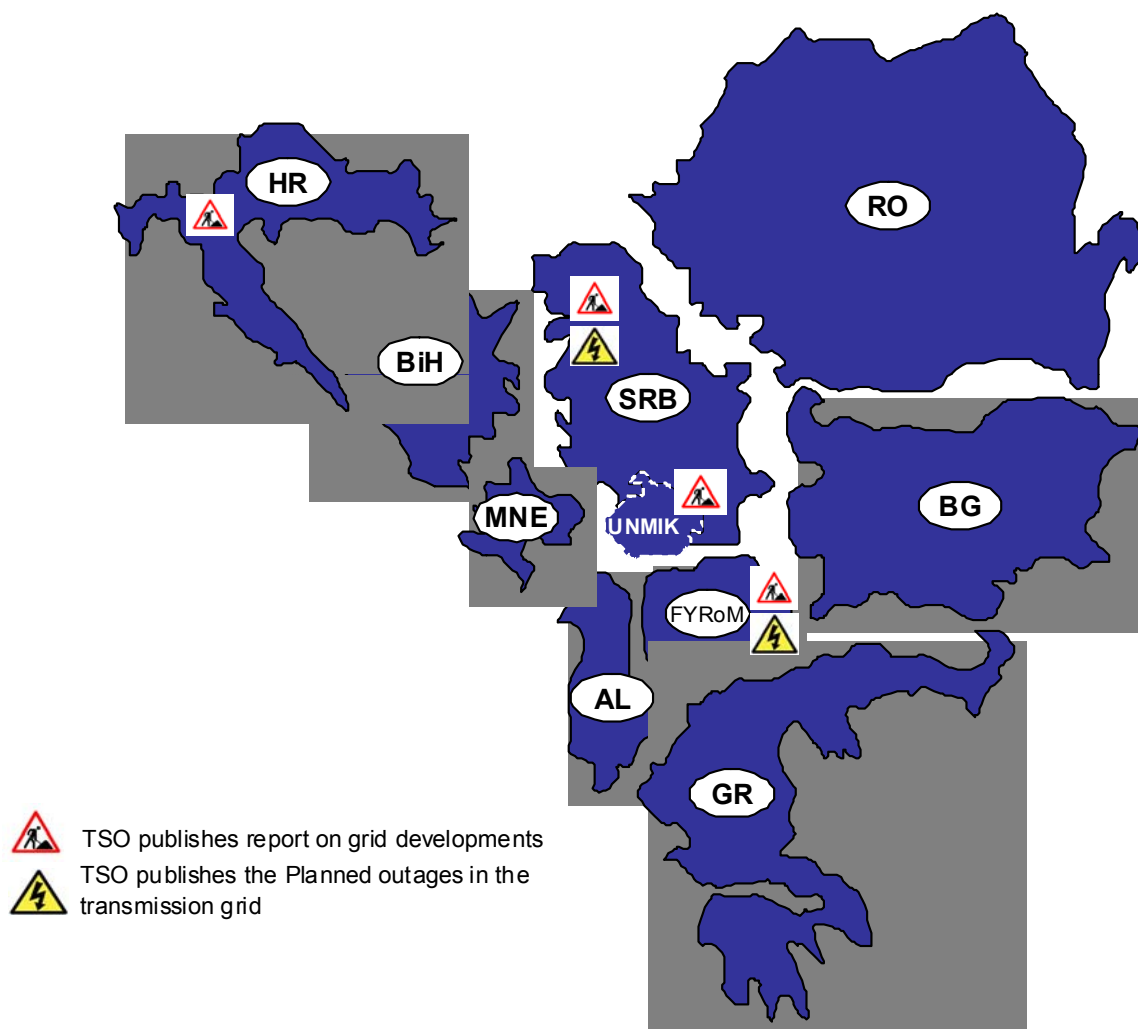 HR
RO
BiH
SRB
BG
MNE
UNMIK
FYRoM
AL
GR
TSO publishes report on grid developments
TSO publishes the Planned outages in the
transmission grid